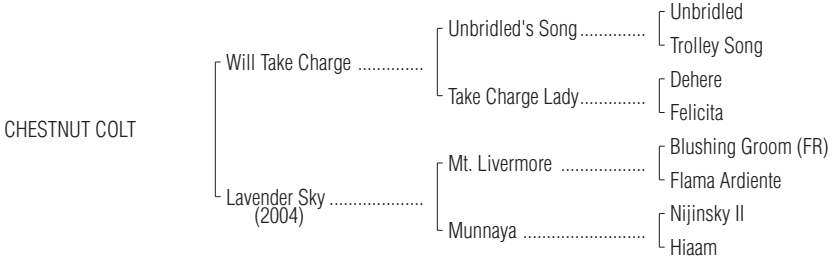 Unbridled
Unbridled's Song..............
Trolley Song
Will Take Charge ..............
Dehere
Take Charge Lady..............
Felicita
CHESTNUT COLT
Blushing Groom (FR)
Mt. Livermore ..................
Flama Ardiente
Lavender Sky ....................
(2004)
Nijinsky II
Munnaya ..........................
Hiaam